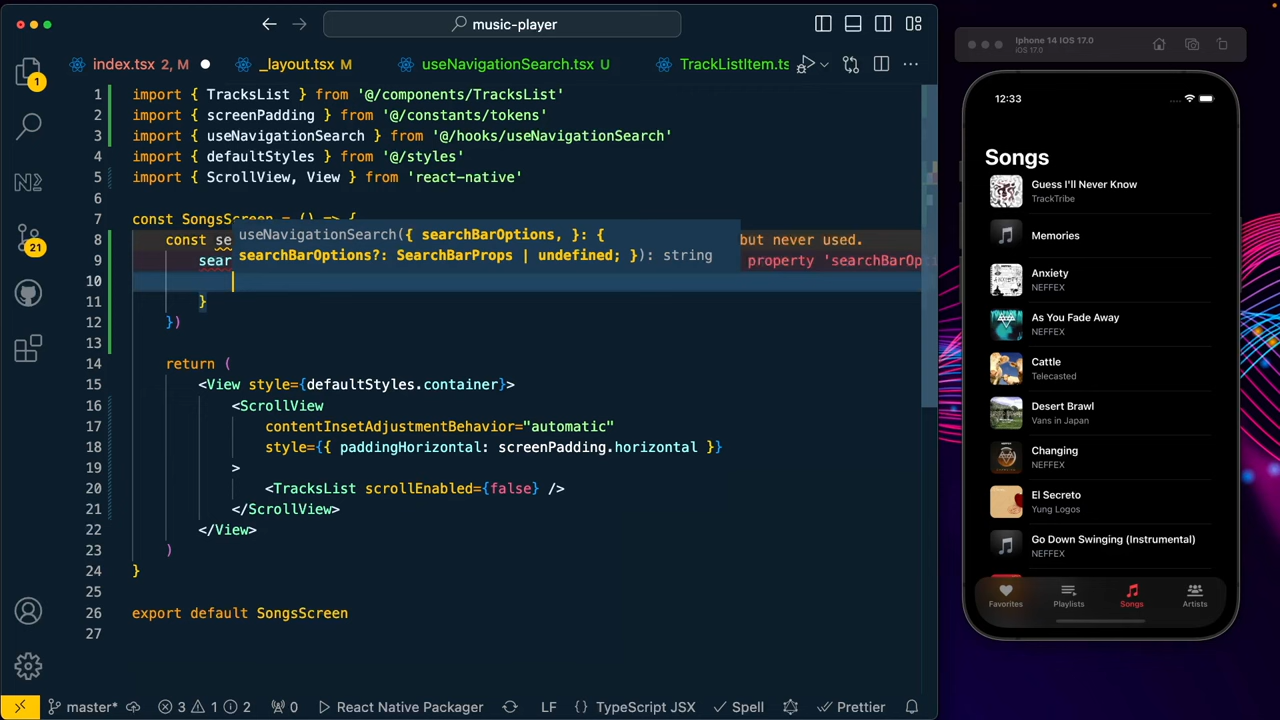 music-player
index.tsx 2, M
_layout.tsx M
useNavigationSearch.tsx U
TrackListItem.ts
1 import { TracksList } from '@/components/TracksList'
2 import { screenPadding } from '@/constants/tokens'
3 import { useNavigationSearch } from '@/hooks/useNavigationSearch'
4 import { defaultStyles } from '@/styles'
5 import { ScrollView, View } from 'react-native'
6
7 const SongsScreen = () => {
8 const se but never used.
useNavigationSearch({ searchBarOptions, }: {
searchBarOptions?: SearchBarProps | undefined; }): string
9 sear property 'searchBarOpti
10
11 }
12 })
13
14 return (
15 <View style={defaultStyles.container}>
16 <ScrollView
17 contentInsetAdjustmentBehavior="automatic"
18 style={{ paddingHorizontal: screenPadding.horizontal }}
19 >
20 <TracksList scrollEnabled={false} />
21 </ScrollView>
22 </View>
23 )
24 }
25
26 export default SongsScreen
27
1
21
master*
3 1 2
0
React Native Packager
LF
{} TypeScript JSX
Spell
Prettier
Iphone 14 IOS 17.0
iOS 17.0
12:33
Songs
Guess I'll Never Know
TrackTribe
Memories
Anxiety
NEFFEX
As You Fade Away
NEFFEX
Cattle
Telecasted
Desert Brawl
Vans in Japan
Changing
NEFFEX
El Secreto
Yung Logos
Go Down Swinging (Instrumental)
NEFFEX
Favorites
Playlists
Songs
Artists